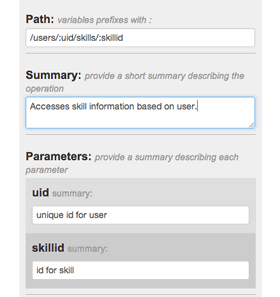 Path: variables prefixes with :
/users/:uid/skills/:skillid
Summary: provide a short summary describing the
operation
Accesses skill information based on user.
Parameters: provide a summary describing each
parameter
uid summary:
unique id for user
skillid summary:
id for skill